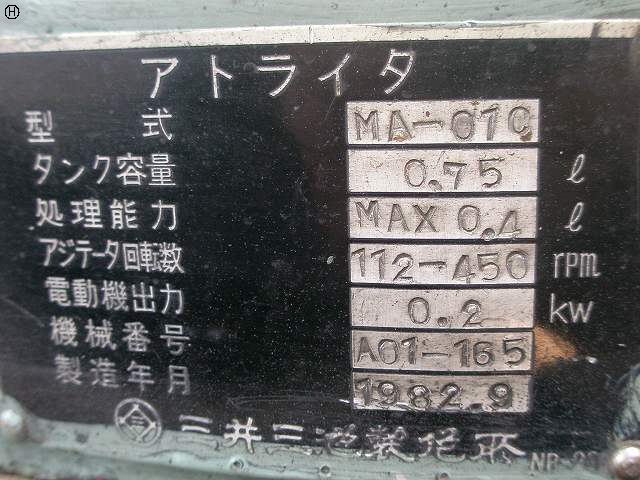 H
アトライタ
型式 MA-01C
タンク容量 0.75 ℓ
処理能力 MAX 0.4 ℓ
アジテータ回転数 112-450 rpm
電動機出力 0.2 kw
機械番号 A01-165
製造年月 1982.9
三井三池製作所